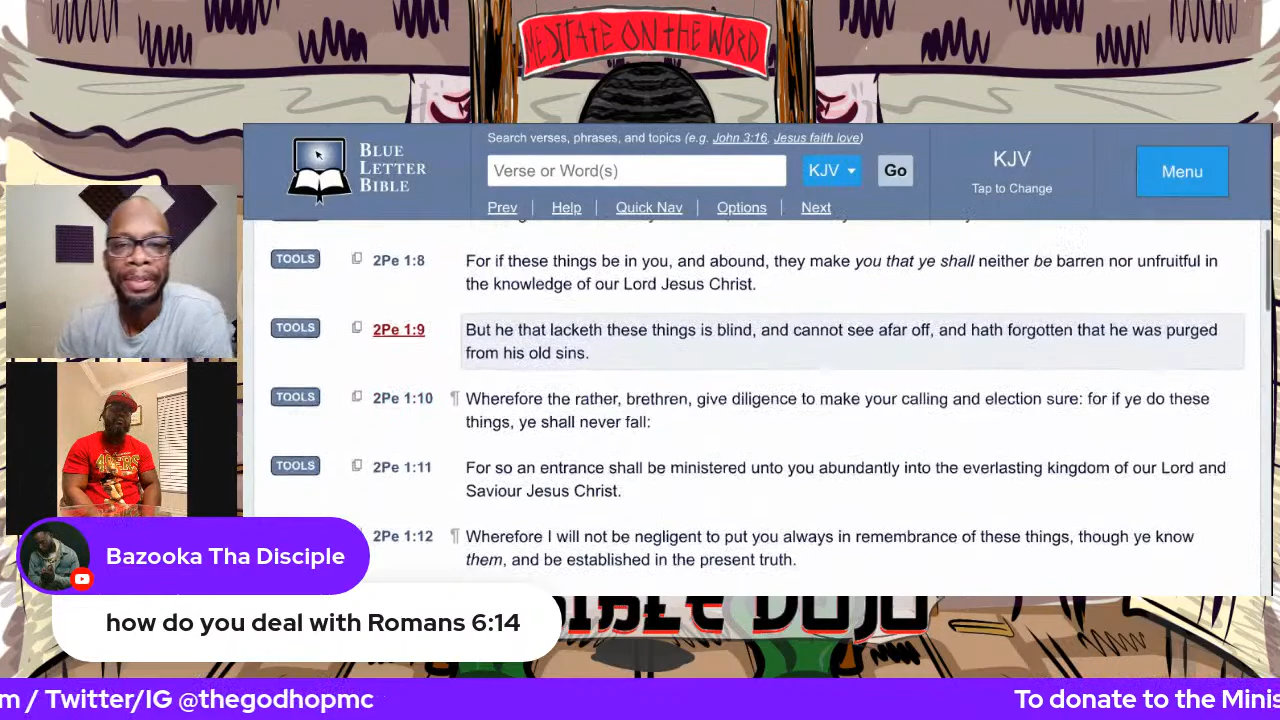 MEDITATE ON THE WORD
BLUE
LETTER
BIBLE
Search verses, phrases, and topics (e.g. John 3:16, Jesus faith love)
Verse or Word(s)
KJV
Go
Prev
Help
Quick Nav
Options
Next
KJV
Tap to Change
Menu
TOOLS
2Pe 1:8
For if these things be in you, and abound, they make you that ye shall neither be barren nor unfruitful in
the knowledge of our Lord Jesus Christ.
TOOLS
2Pe 1:9
But he that lacketh these things is blind, and cannot see afar off, and hath forgotten that he was purged
from his old sins.
TOOLS
2Pe 1:10
¶ Wherefore the rather, brethren, give diligence to make your calling and election sure: for if ye do these
things, ye shall never fall:
TOOLS
2Pe 1:11
For so an entrance shall be ministered unto you abundantly into the everlasting kingdom of our Lord and
Saviour Jesus Christ.
2Pe 1:12
¶ Wherefore I will not be negligent to put you always in remembrance of these things, though ye know
them, and be established in the present truth.
49ERS
Bazooka Tha Disciple
how do you deal with Romans 6:14
IBLE DOJO
m / Twitter/IG @thegodhopmc
To donate to the Minis